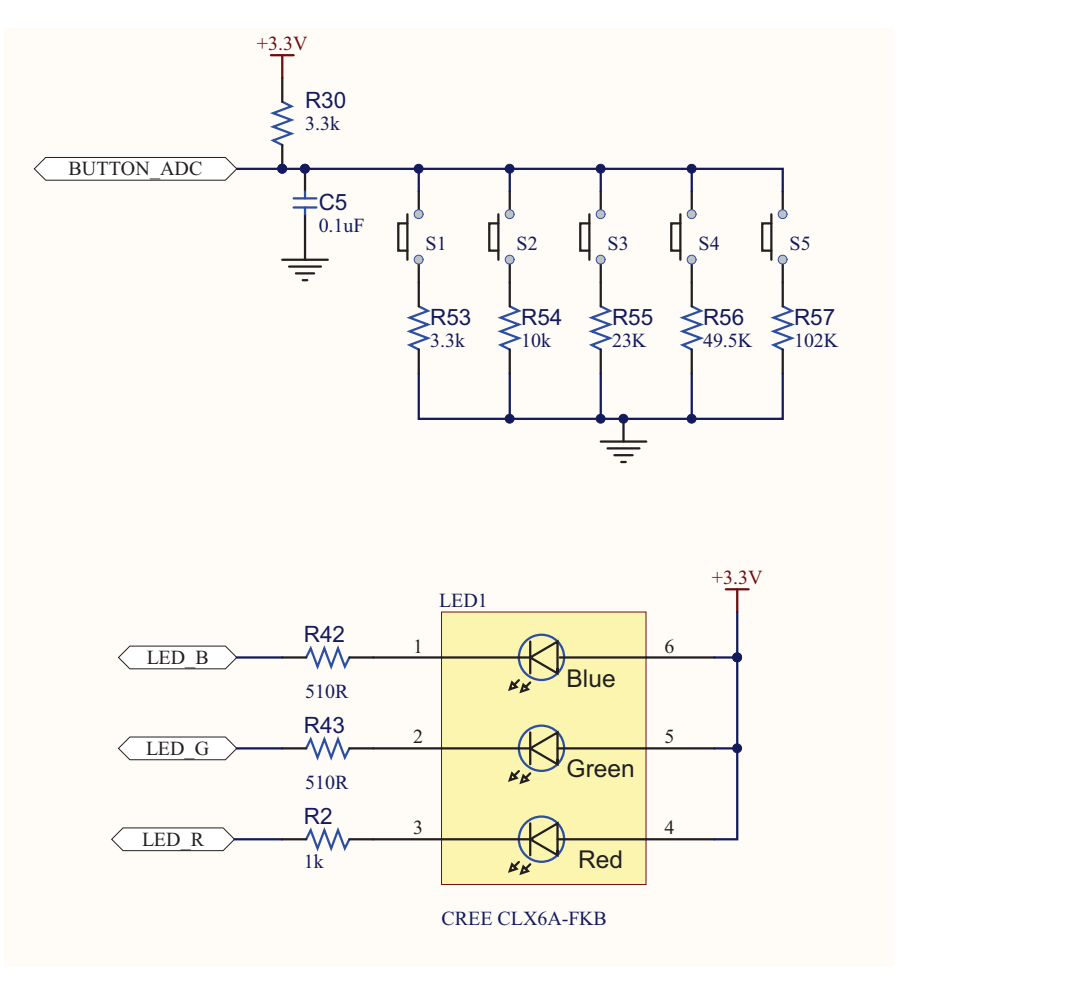 +3.3V
R30
3.3k
BUTTON_ADC
C5
0.1uF
S1
S2
S3
S4
S5
R53
3.3k
R54
10k
R55
23K
R56
49.5K
R57
102K
+3.3V
LED1
R42
LED_B
510R
1
6
Blue
R43
LED_G
510R
2
5
Green
R2
LED_R
1k
3
4
Red
CREE CLX6A-FKB